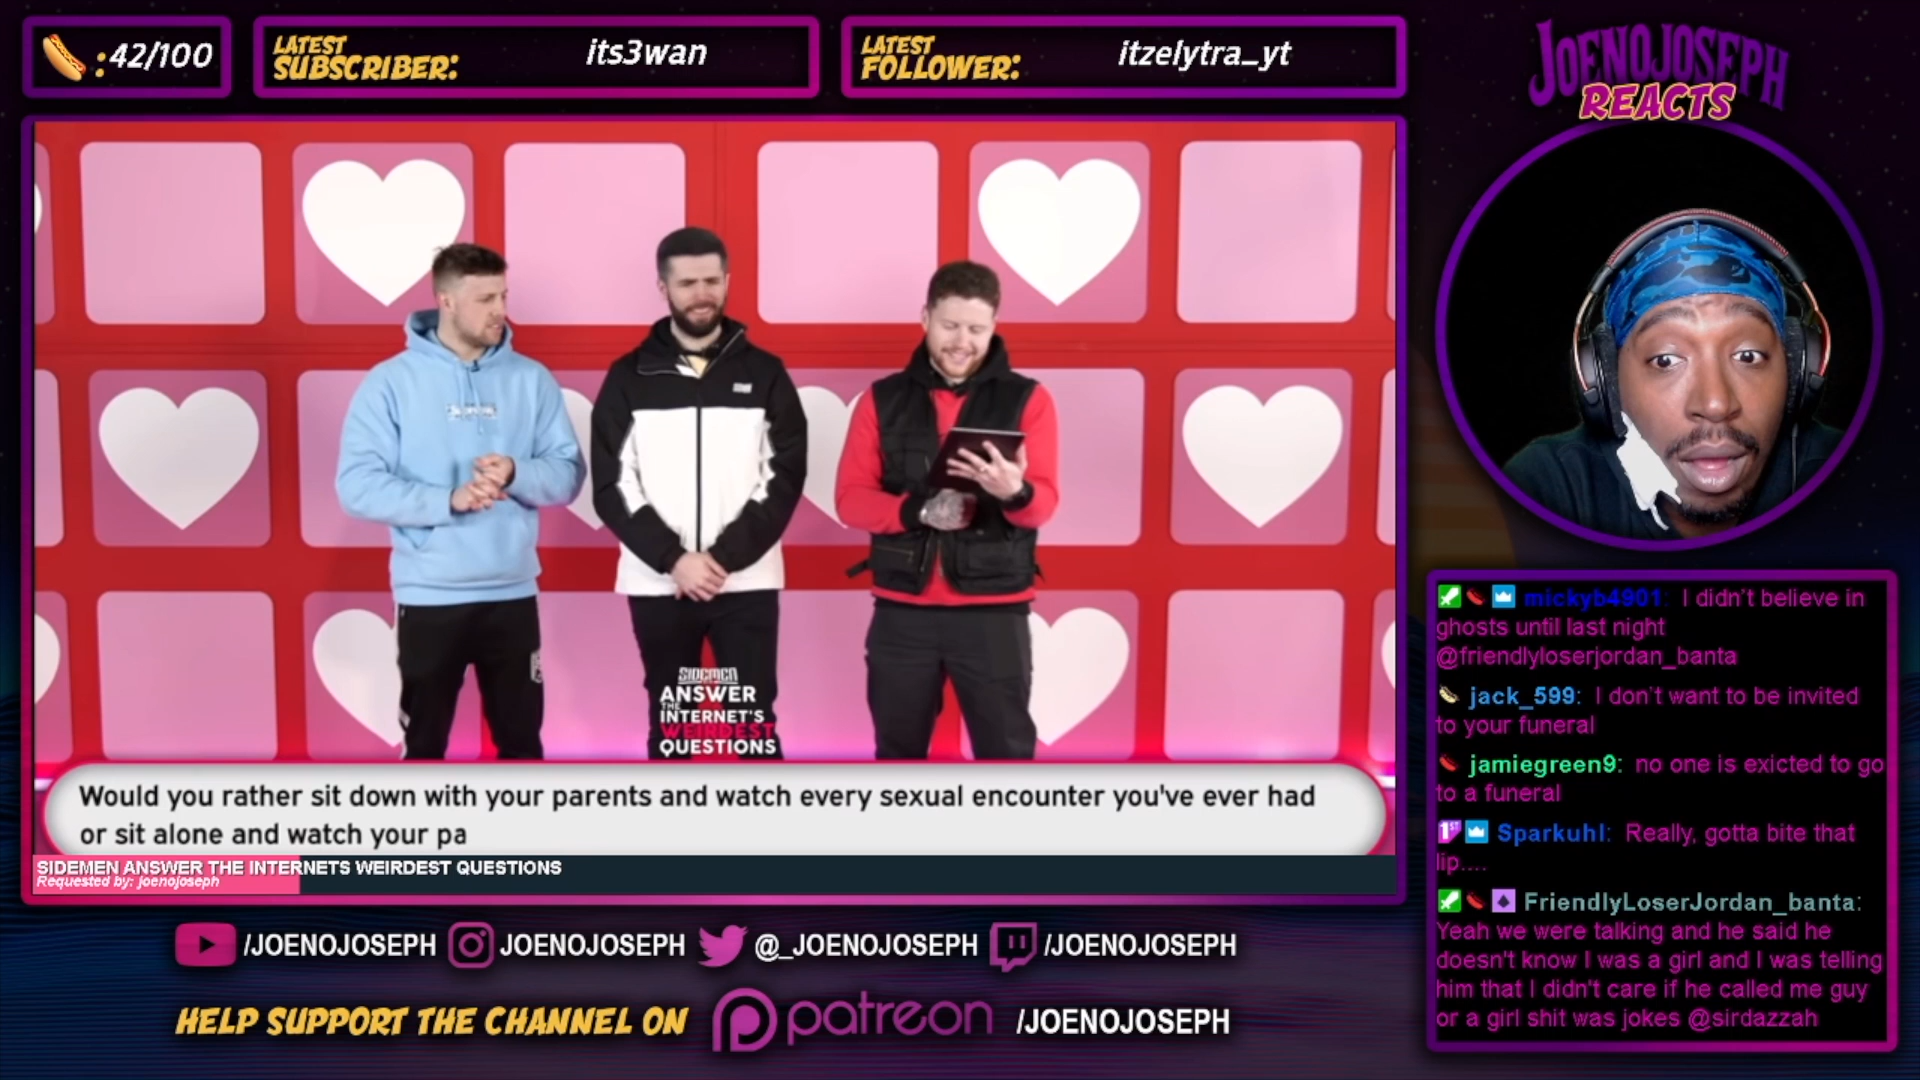 :42/100
LATEST SUBSCRIBER:
its3wan
LATEST FOLLOWER:
itzelytra_yt
JOENOJOSEPH
REACTS
SIDEMEN
ANSWER
THE
INTERNET'S
WEIRDEST
QUESTIONS
Would you rather sit down with your parents and watch every sexual encounter you've ever had
or sit alone and watch your pa
SIDEMEN ANSWER THE INTERNETS WEIRDEST QUESTIONS
Requested by: joenojoseph
mickyb4901: I didn't believe in
ghosts until last night
@friendlyloserjordan_banta
jack_599: I don't want to be invited
to your funeral
jamiegreen9: no one is exicted to go
to a funeral
1ST Sparkuhl: Really, gotta bite that
lip....
FriendlyLoserJordan_banta:
Yeah we were talking and he said he
doesn't know I was a girl and I was telling
him that I didn't care if he called me guy
or a girl shit was jokes @sirdazzah
/JOENOJOSEPH JOENOJOSEPH @_JOENOJOSEPH /JOENOJOSEPH
HELP SUPPORT THE CHANNEL ON patreon /JOENOJOSEPH